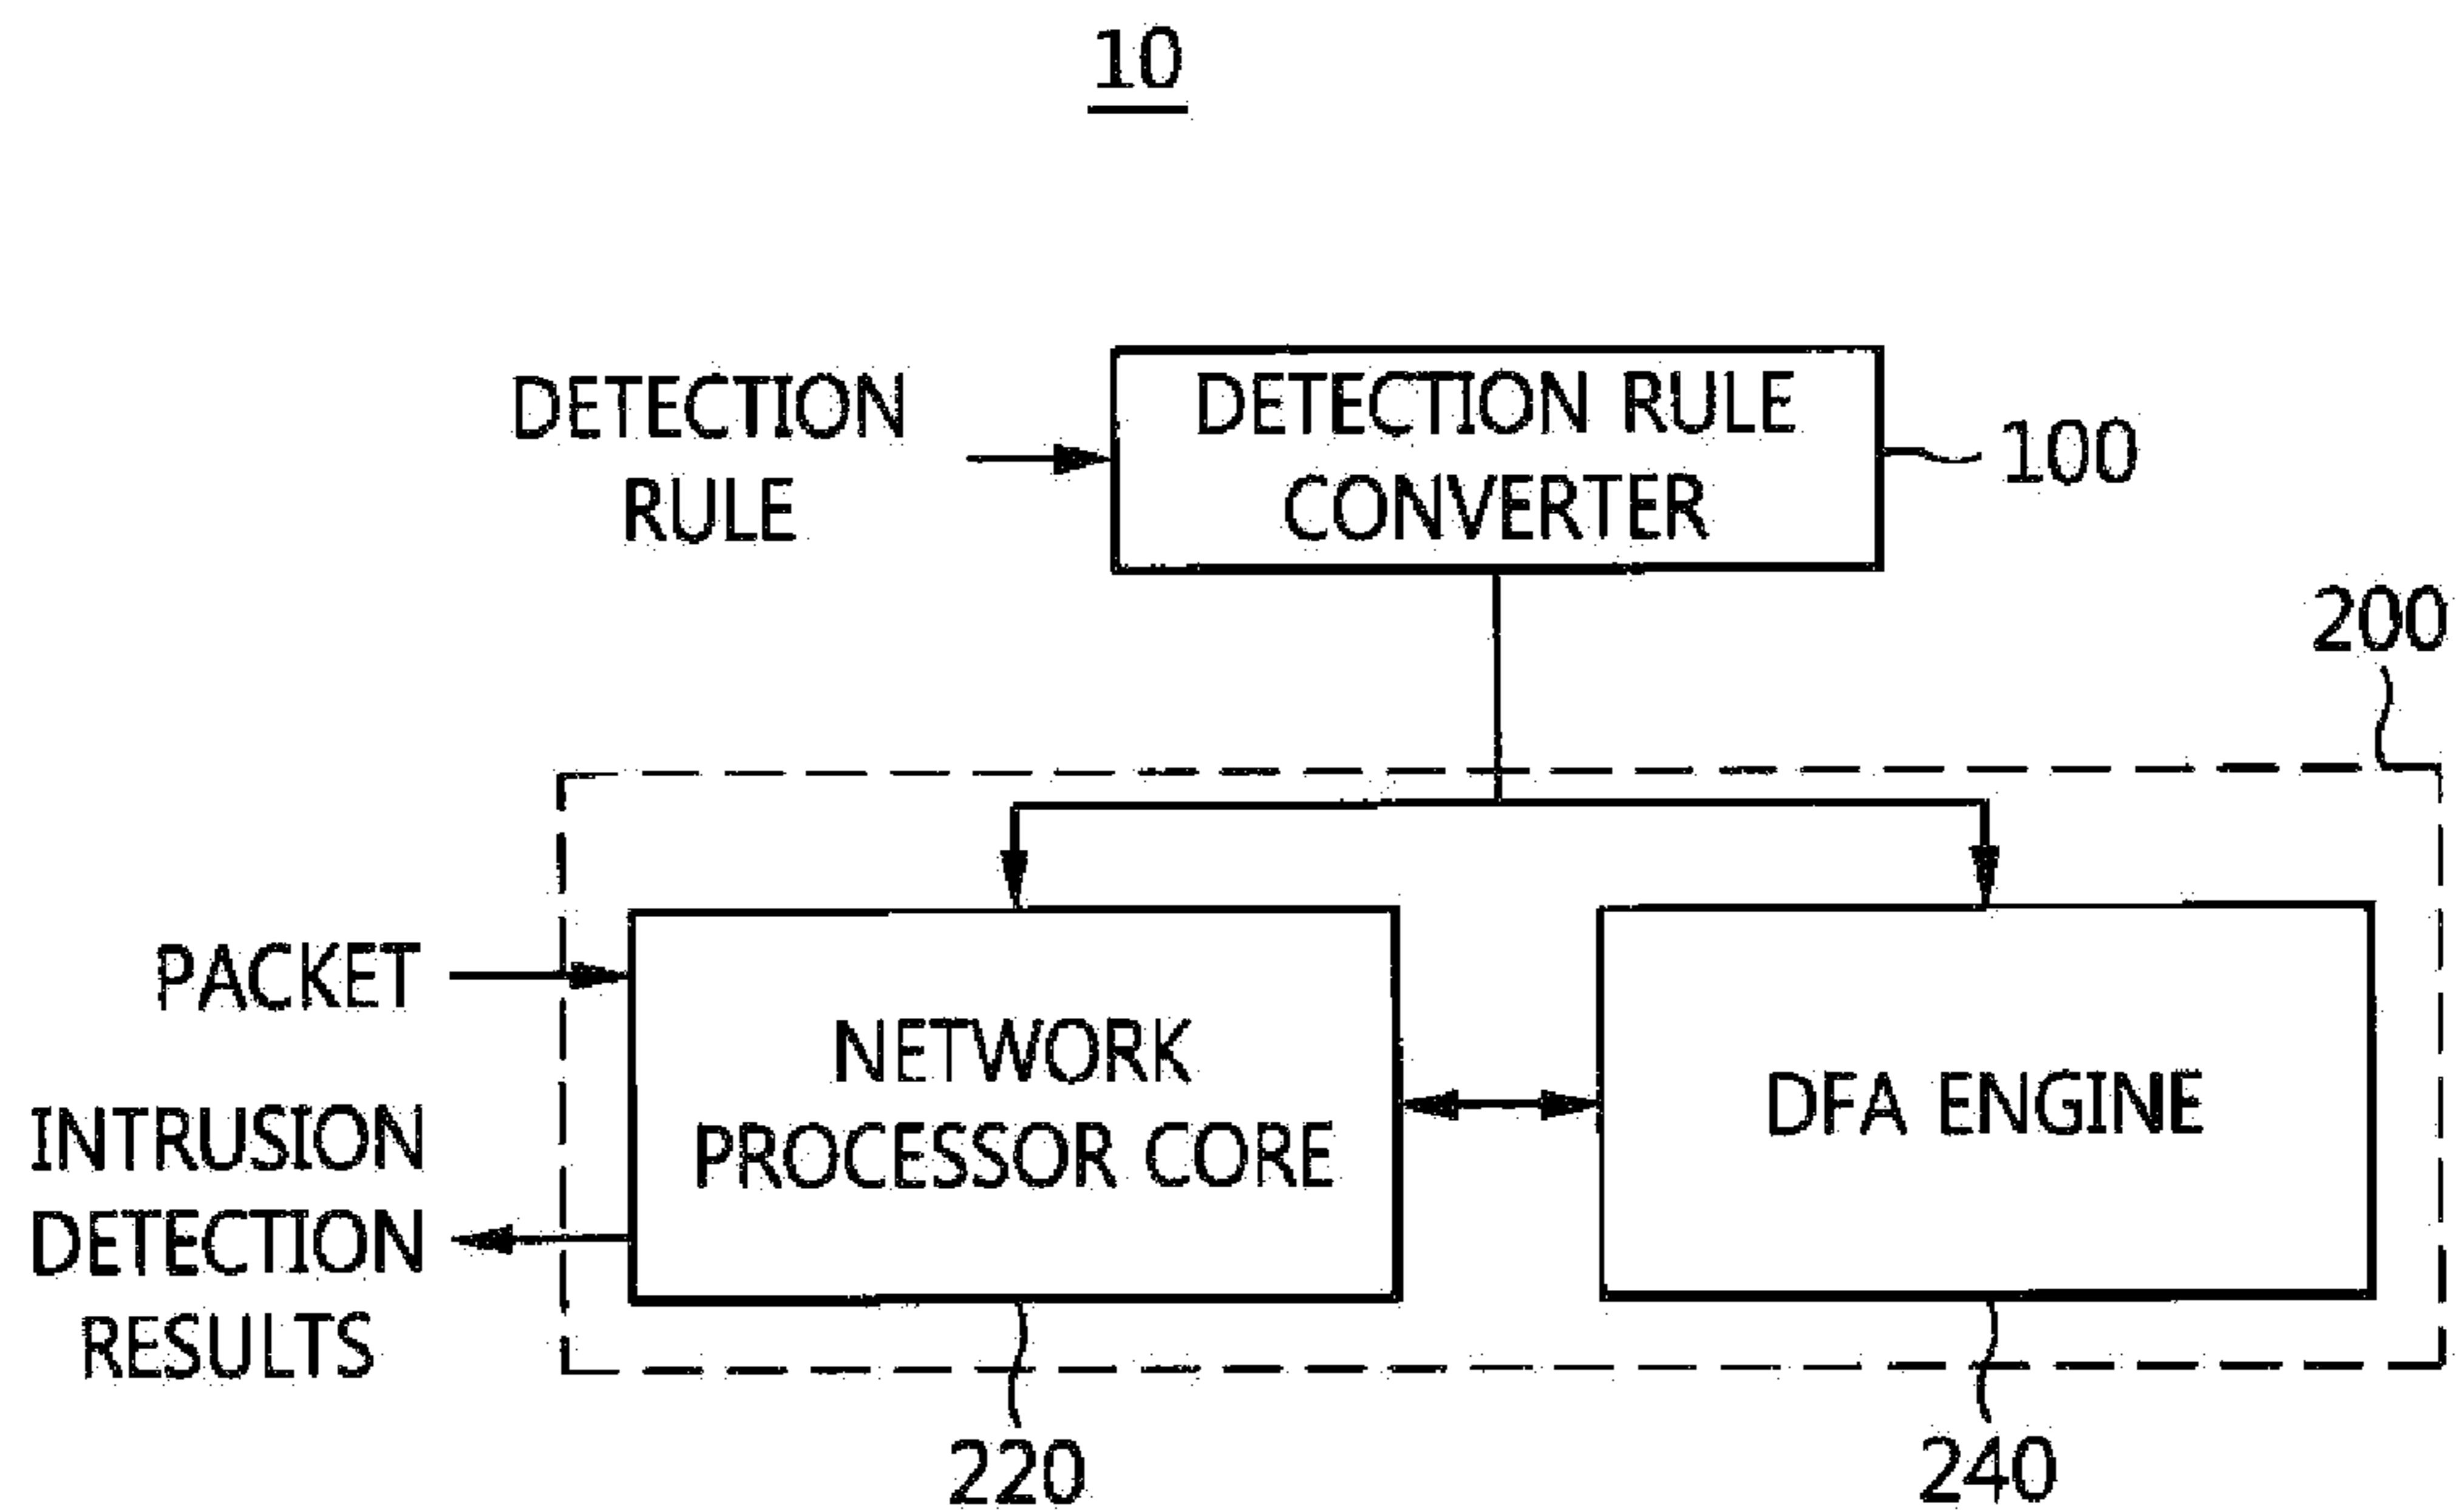 10
DETECTION
RULE
DETECTION RULE
CONVERTER
100
200
PACKET
INTRUSION
DETECTION
RESULTS
NETWORK
PROCESSOR CORE
DFA ENGINE
220
240